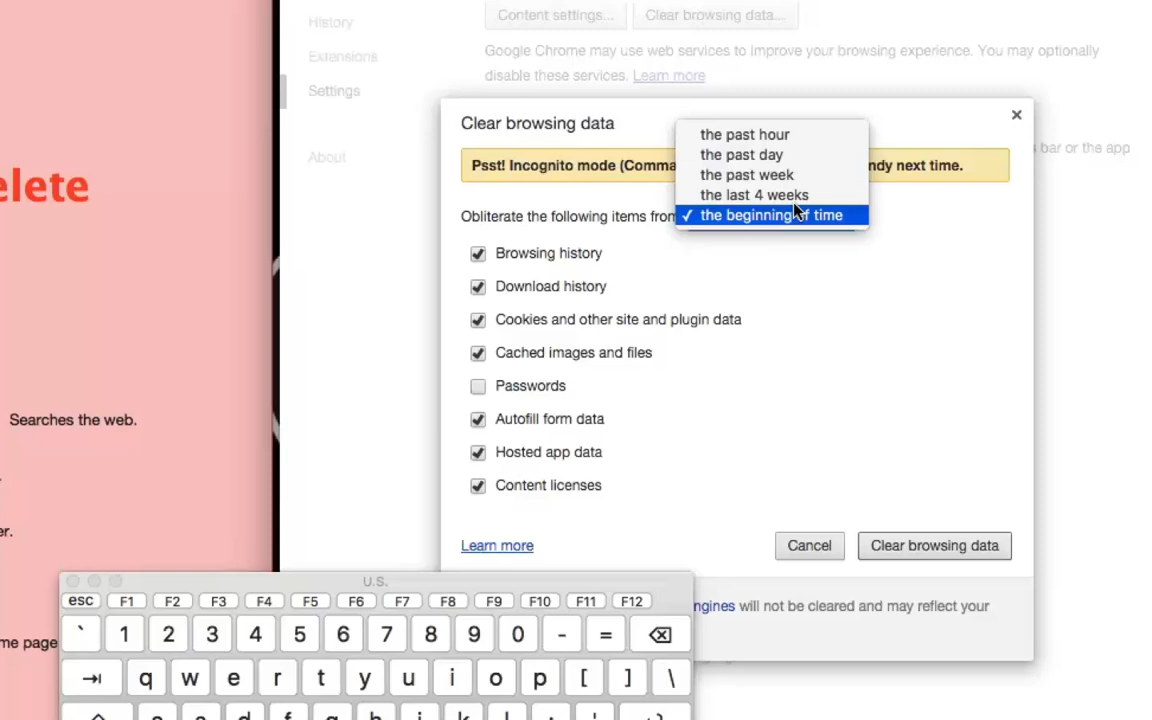 History
Content settings...
Clear browsing data...
Extensions
Google Chrome may use web services to improve your browsing experience. You may optionally
disable these services. Learn more
Settings
About
bar or the app
Clear browsing data
×
Psst! Incognito mode (Comma
ndy next time.
the past hour
the past day
the past week
the last 4 weeks
✓ the beginning of time
Obliterate the following items from
Browsing history
Download history
Cookies and other site and plugin data
Cached images and files
Passwords
Autofill form data
Hosted app data
Content licenses
Learn more
Cancel
Clear browsing data
ngines will not be cleared and may reflect your
elete
Searches the web.
er.
me page
U.S.
esc F1 F2 F3 F4 F5 F6 F7 F8 F9 F10 F11 F12
` 1 2 3 4 5 6 7 8 9 0 - =
q w e r t y u i o p [ ] \